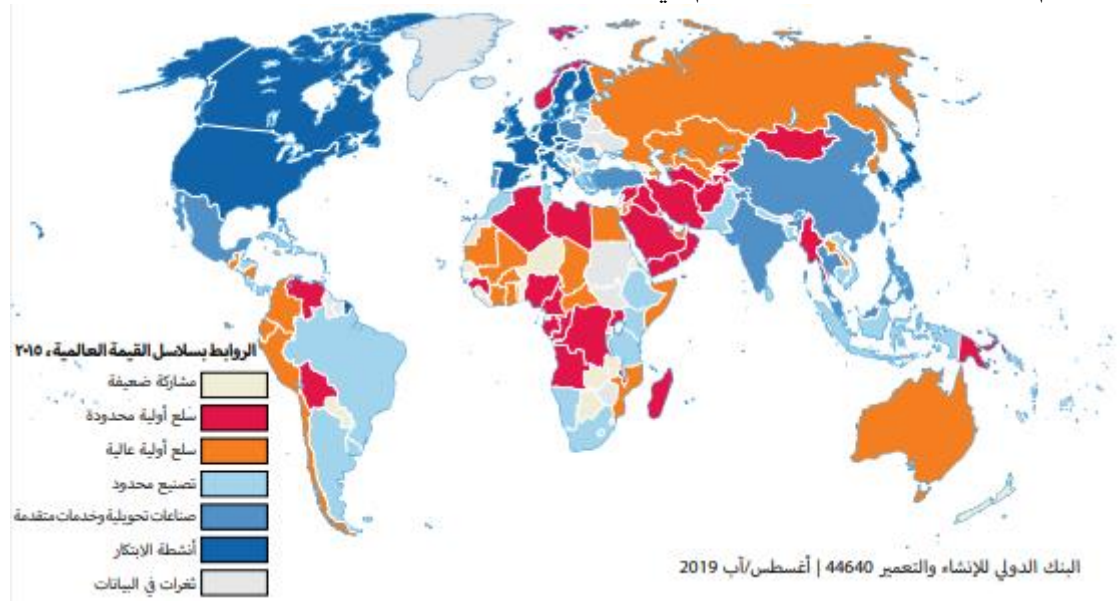 الروابط بسلاسل القيمة العالمية، ٢٠١٥
مشاركة ضعيفة
سلع أولية محدودة
سلع أولية عالية
تصنيع محدود
صناعات تحويلية وخدمات متقدمة
أنشطة الابتكار
ثغرات في البيانات
البنك الدولي للإنشاء والتعمير 44640 | أغسطس/آب 2019